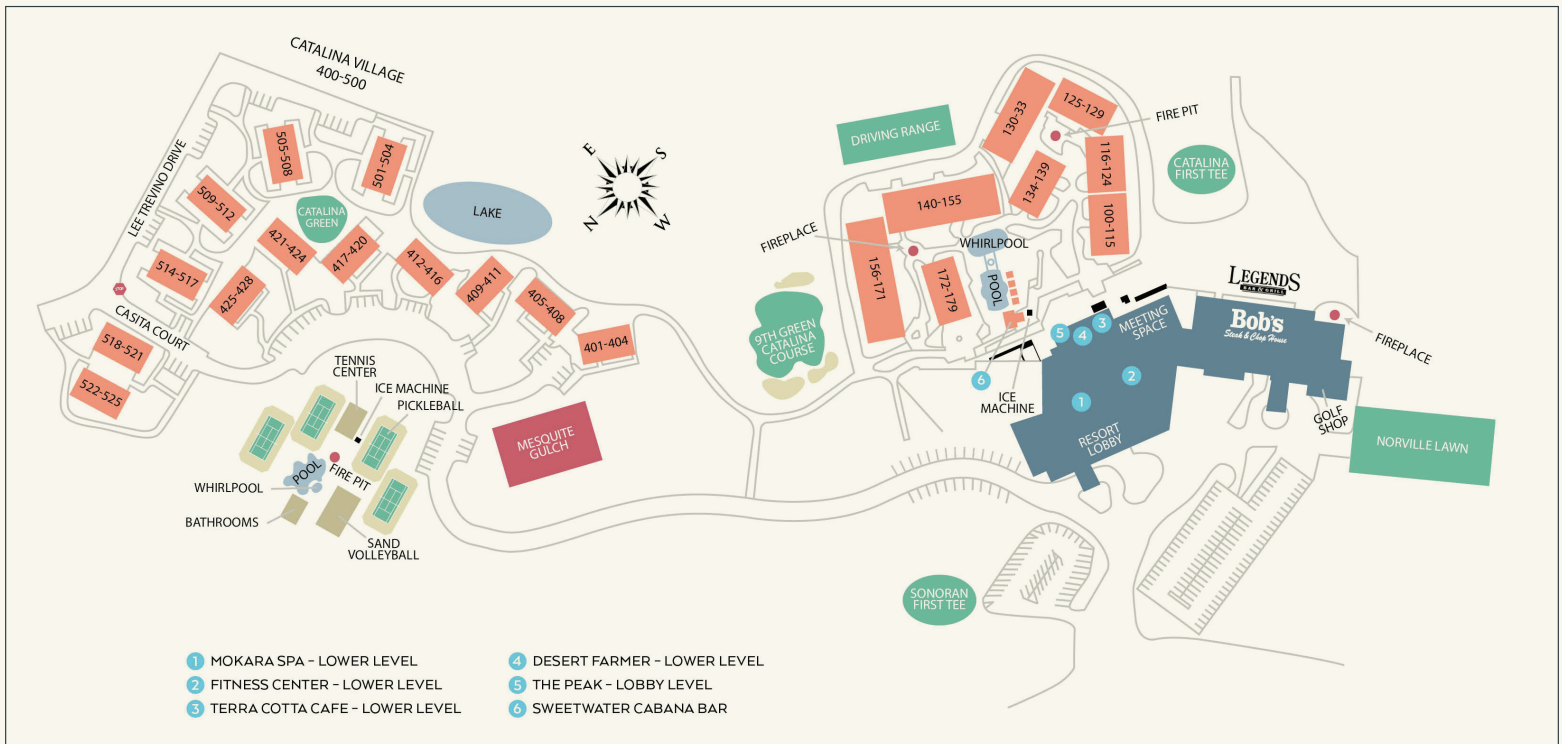 CATALINA VILLAGE
400-500
LEE TREVINO DRIVE
505-508
501-504
509-512
CATALINA
GREEN
421-424
417-420
514-517
425-428
412-416
409-411
405-408
401-404
LAKE
E
S
N
W
STOP
CASITA COURT
518-521
522-525
TENNIS
CENTER
ICE MACHINE
PICKLEBALL
POOL
FIRE PIT
WHIRLPOOL
BATHROOMS
SAND
VOLLEYBALL
MESQUITE
GULCH
DRIVING RANGE
130-33
125-129
FIRE PIT
116-124
134-139
100-115
CATALINA
FIRST TEE
140-155
FIREPLACE
WHIRLPOOL
POOL
156-171
172-179
9TH GREEN
CATALINA
COURSE
5
4
3
MEETING
SPACE
6
ICE
MACHINE
2
1
RESORT
LOBBY
LEGENDS
BAR & GRILL
Bob's
Steak & Chop House
FIREPLACE
GOLF
SHOP
NORVILLE LAWN
SONORAN
FIRST TEE
1 MOKARA SPA – LOWER LEVEL
2 FITNESS CENTER – LOWER LEVEL
3 TERRA COTTA CAFE – LOWER LEVEL
4 DESERT FARMER – LOWER LEVEL
5 THE PEAK – LOBBY LEVEL
6 SWEETWATER CABANA BAR